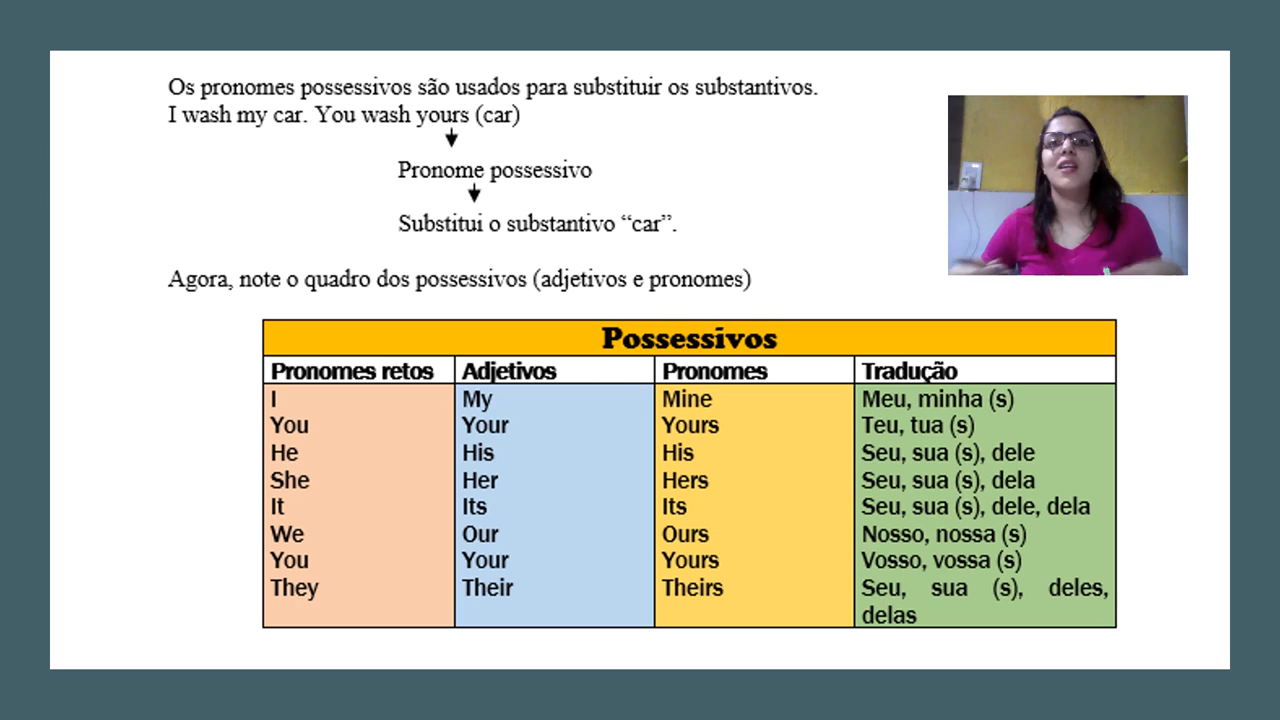 Os pronomes possessivos são usados para substituir os substantivos.
I wash my car. You wash yours (car)
Pronome possessivo
Substitui o substantivo “car”.
Agora, note o quadro dos possessivos (adjetivos e pronomes)
Possessivos
Pronomes retos Adjetivos Pronomes Tradução
I My Mine Meu, minha (s)
You Your Yours Teu, tua (s)
He His His Seu, sua (s), dele
She Her Hers Seu, sua (s), dela
It Its Its Seu, sua (s), dele, dela
We Our Ours Nosso, nossa (s)
You Your Yours Vosso, vossa (s)
They Their Theirs Seu, sua (s), deles,
delas